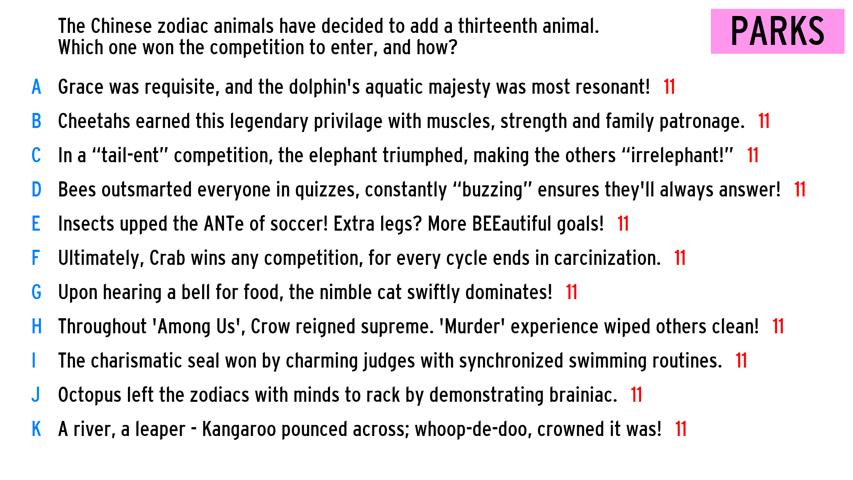 The Chinese zodiac animals have decided to add a thirteenth animal.
Which one won the competition to enter, and how?
PARKS
A Grace was requisite, and the dolphin's aquatic majesty was most resonant! 11
B Cheetahs earned this legendary privilage with muscles, strength and family patronage. 11
C In a “tail-ent” competition, the elephant triumphed, making the others “irrelephant!” 11
D Bees outsmarted everyone in quizzes, constantly “buzzing” ensures they'll always answer! 11
E Insects upped the ANTe of soccer! Extra legs? More BEEautiful goals! 11
F Ultimately, Crab wins any competition, for every cycle ends in carcinization. 11
G Upon hearing a bell for food, the nimble cat swiftly dominates! 11
H Throughout 'Among Us', Crow reigned supreme. 'Murder' experience wiped others clean! 11
I The charismatic seal won by charming judges with synchronized swimming routines. 11
J Octopus left the zodiacs with minds to rack by demonstrating brainiac. 11
K A river, a leaper - Kangaroo pounced across; whoop-de-doo, crowned it was! 11